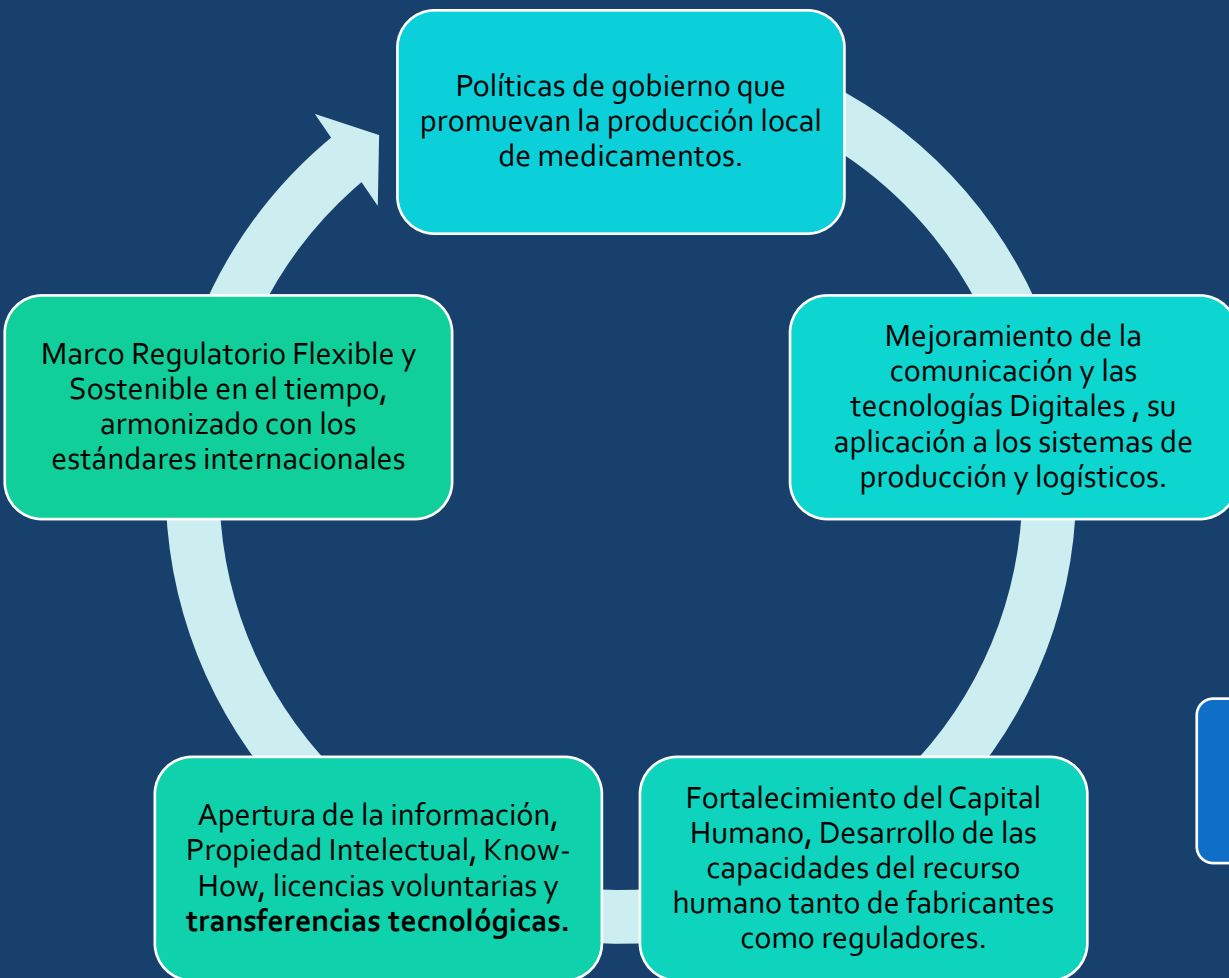 Políticas de gobierno que
promuevan la producción local
de medicamentos.
Mejoramiento de la
comunicación y las
tecnologías Digitales , su
aplicación a los sistemas de
producción y logísticos.
Fortalecimiento del Capital
Humano, Desarrollo de las
capacidades del recurso
humano tanto de fabricantes
como reguladores.
Apertura de la información,
Propiedad Intelectual, Know-
How, licencias voluntarias y
transferencias tecnológicas.
Marco Regulatorio Flexible y
Sostenible en el tiempo,
armonizado con los
estándares internacionales